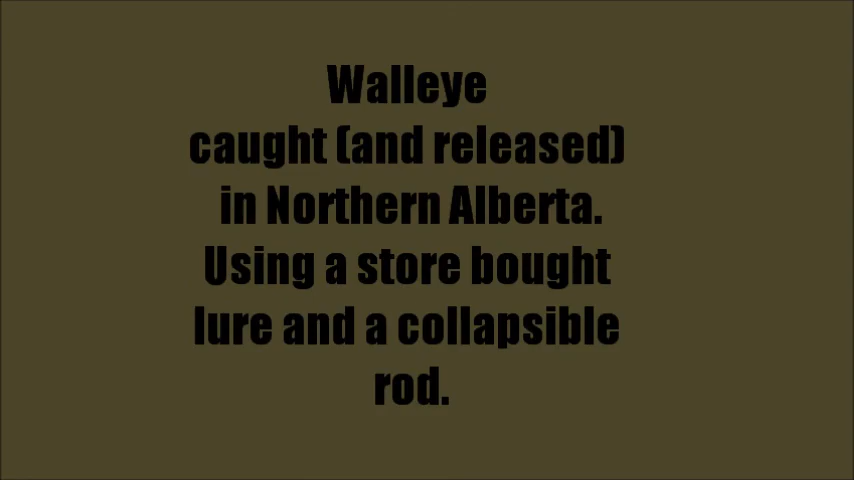 Walleye
caught (and released)
in Northern Alberta.
Using a store bought
lure and a collapsible
rod.